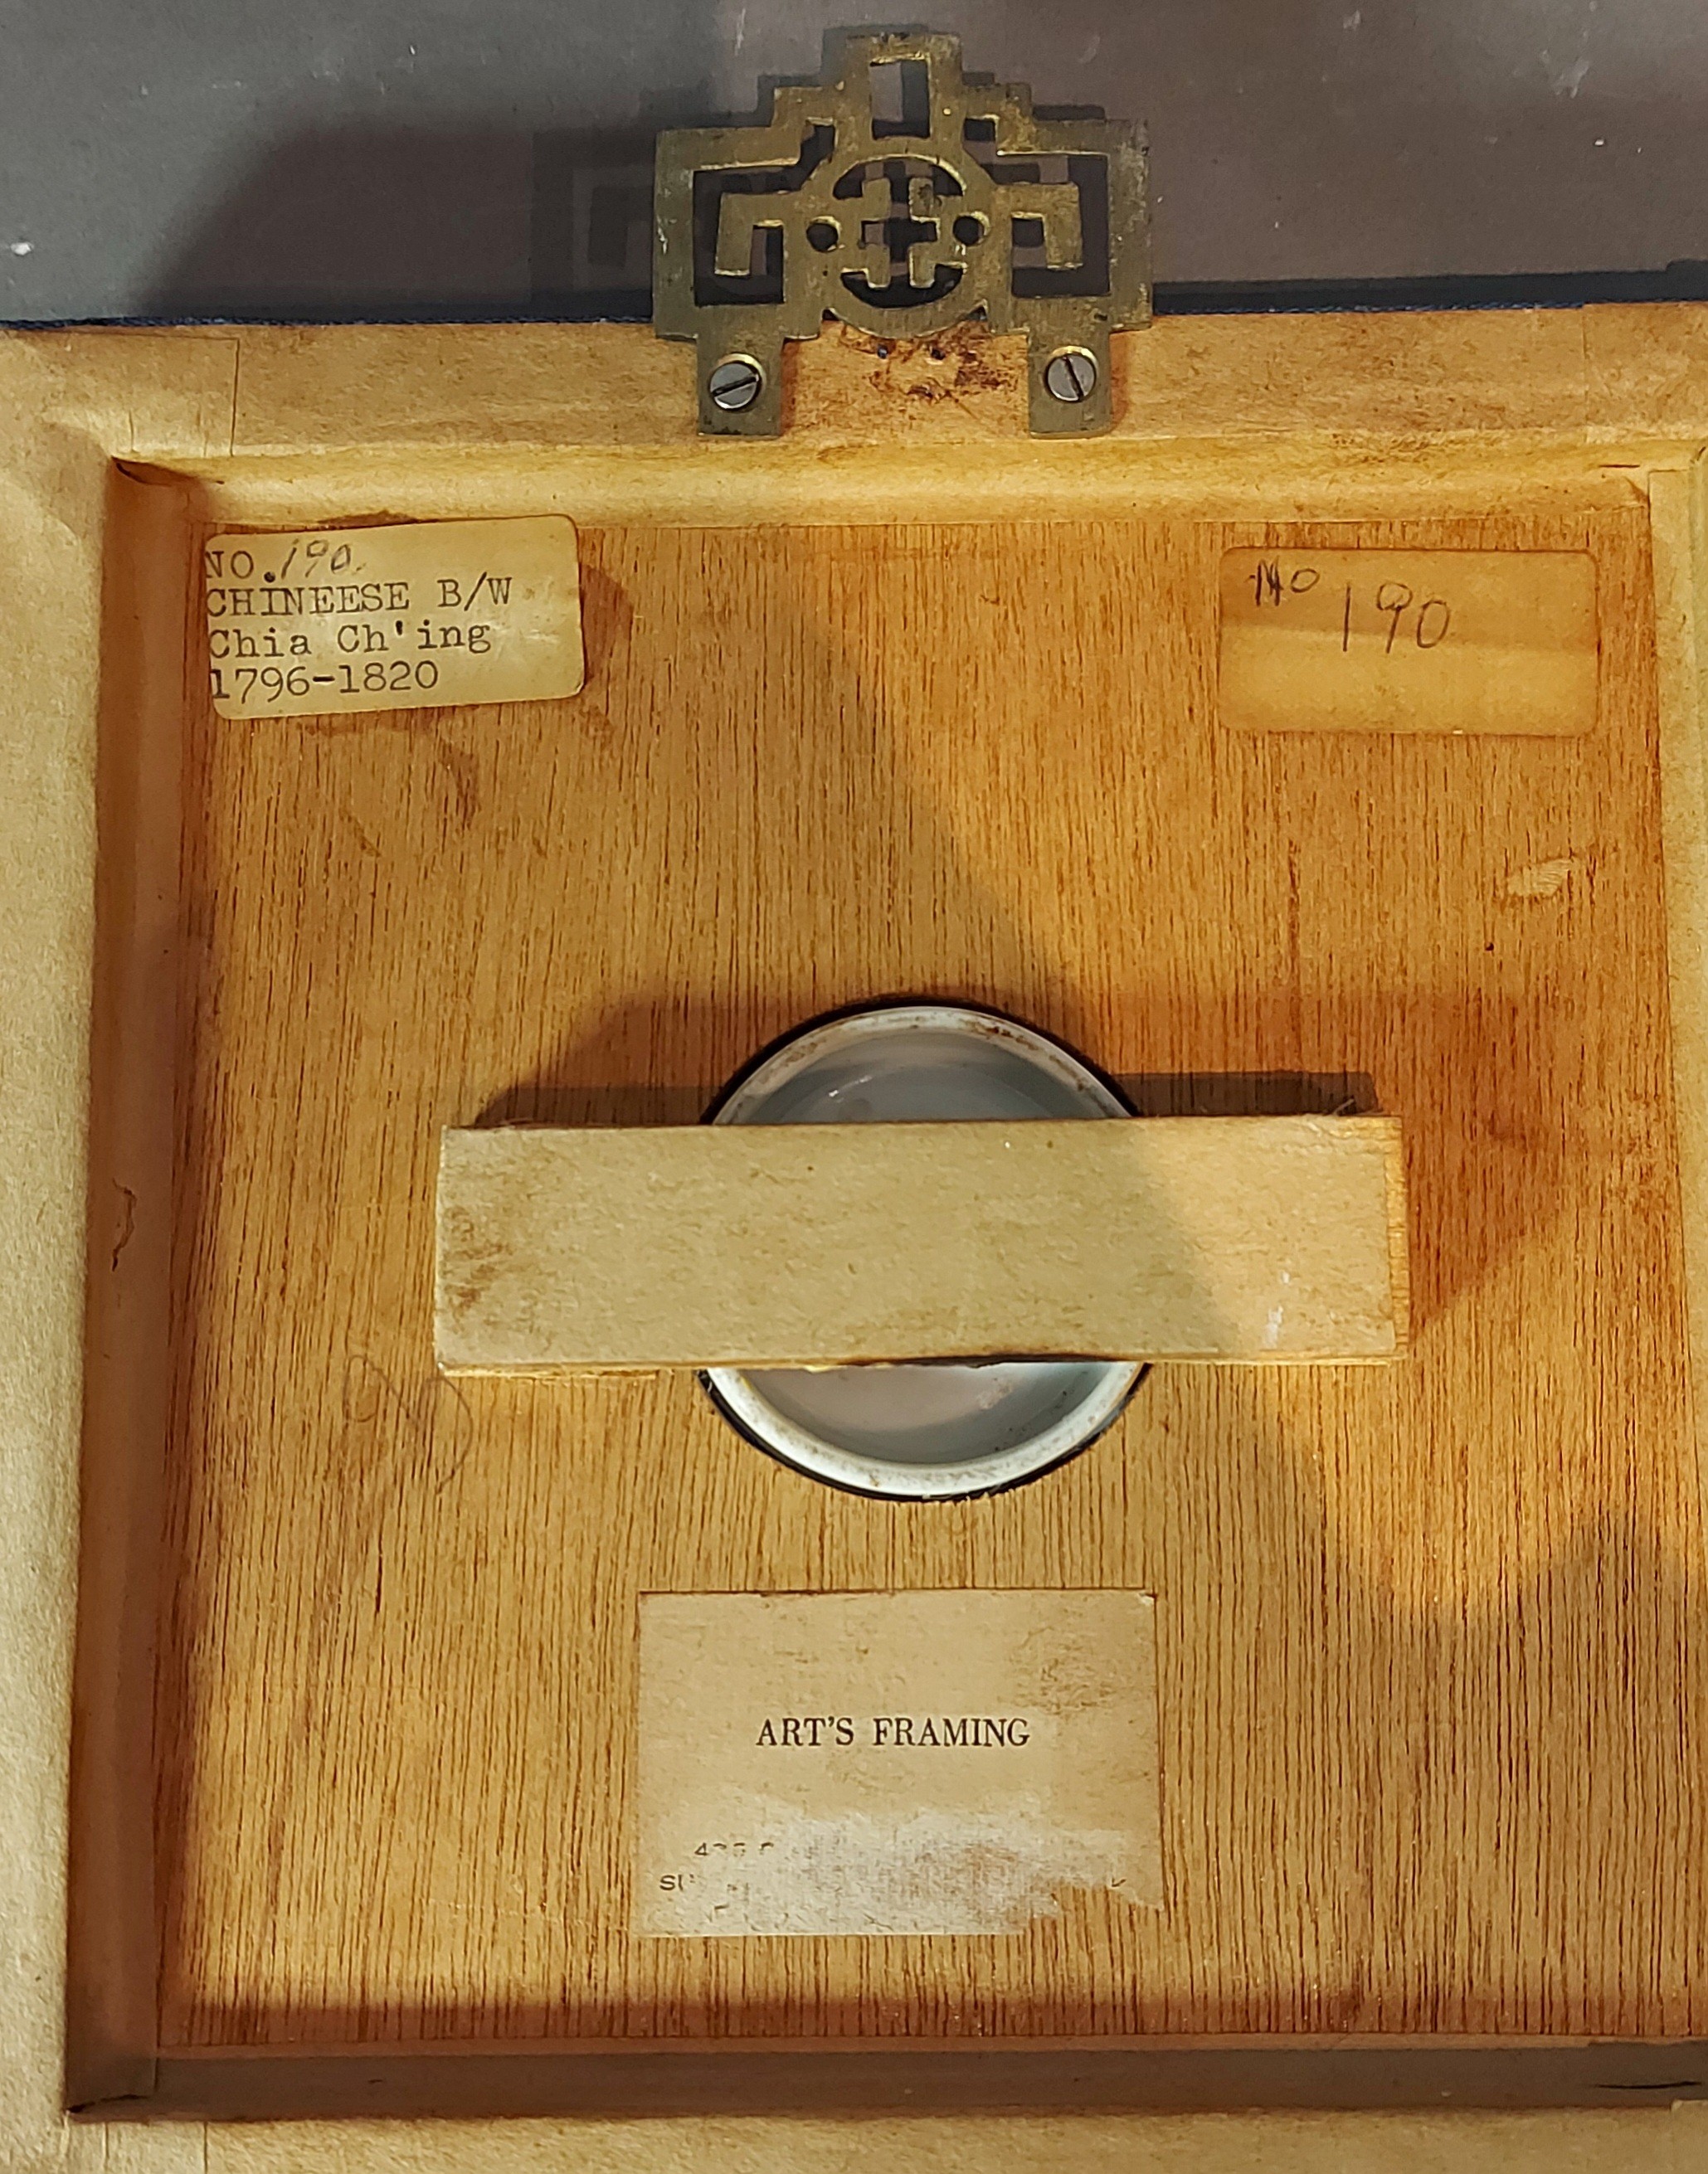 NO.190.
CHINEESE B/W
Chia Ch'ing
1796-1820
No 190
ART'S FRAMING